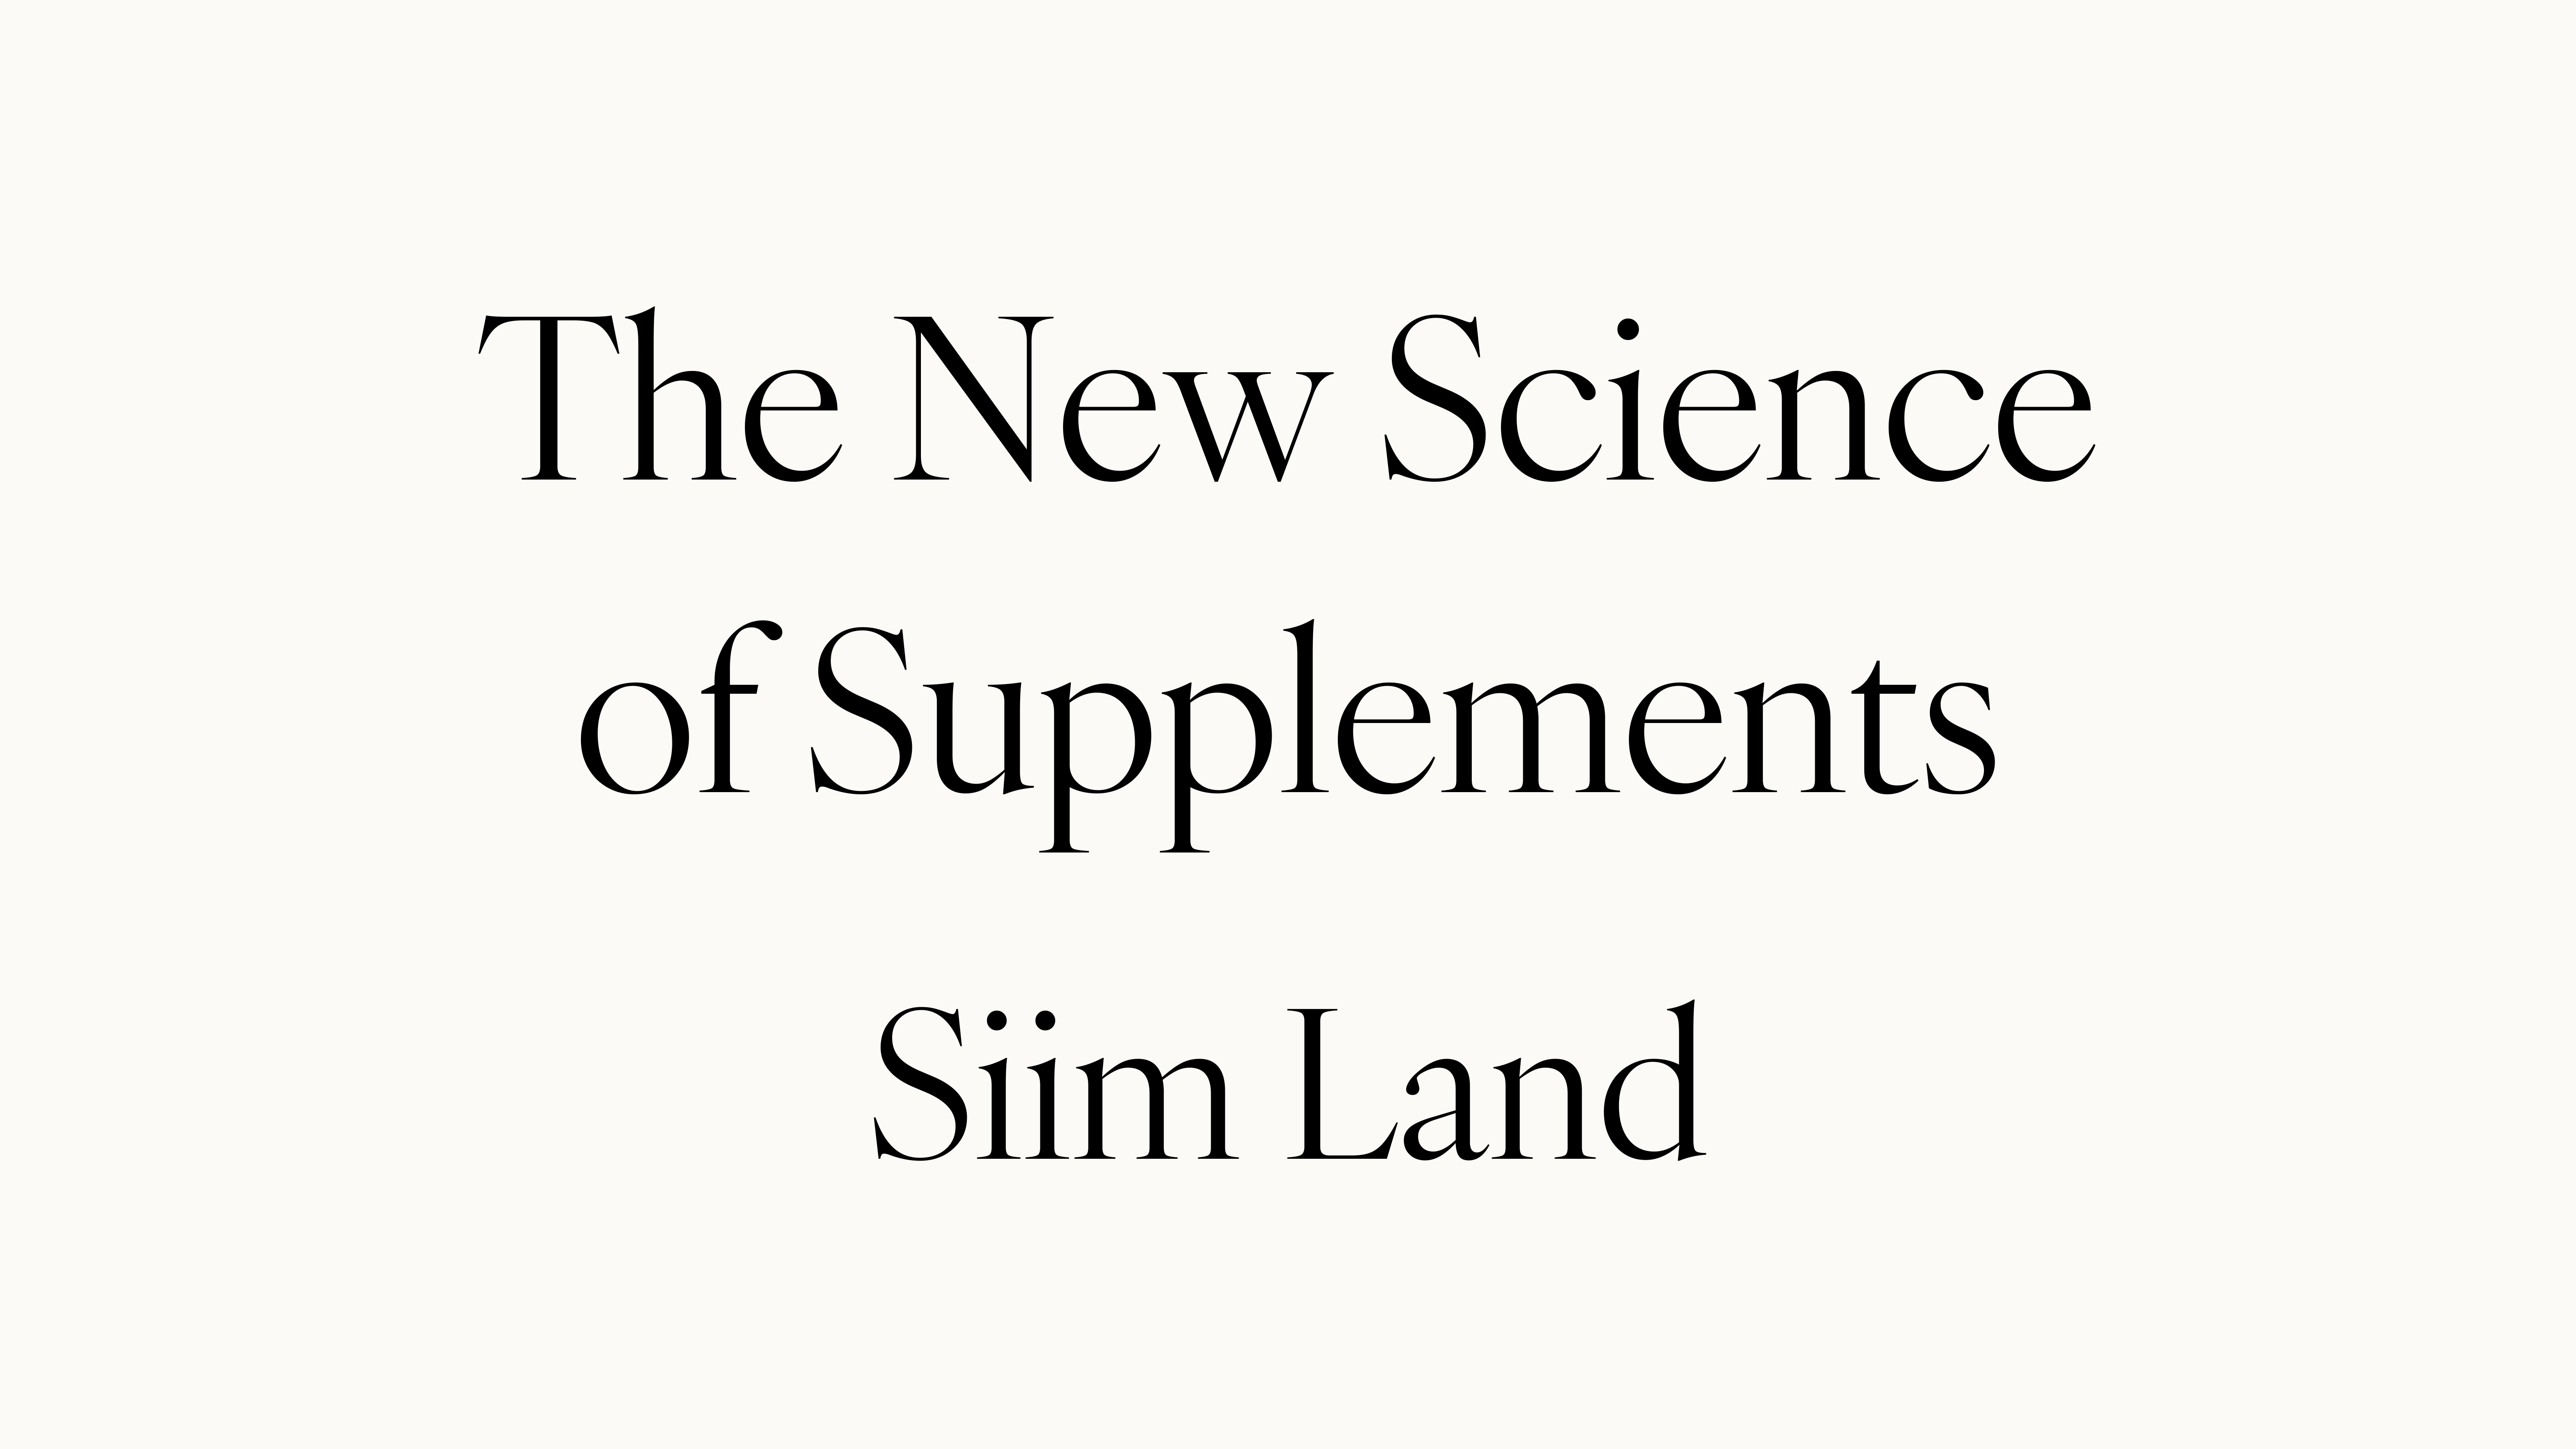 The New Science
of Supplements
Siim Land